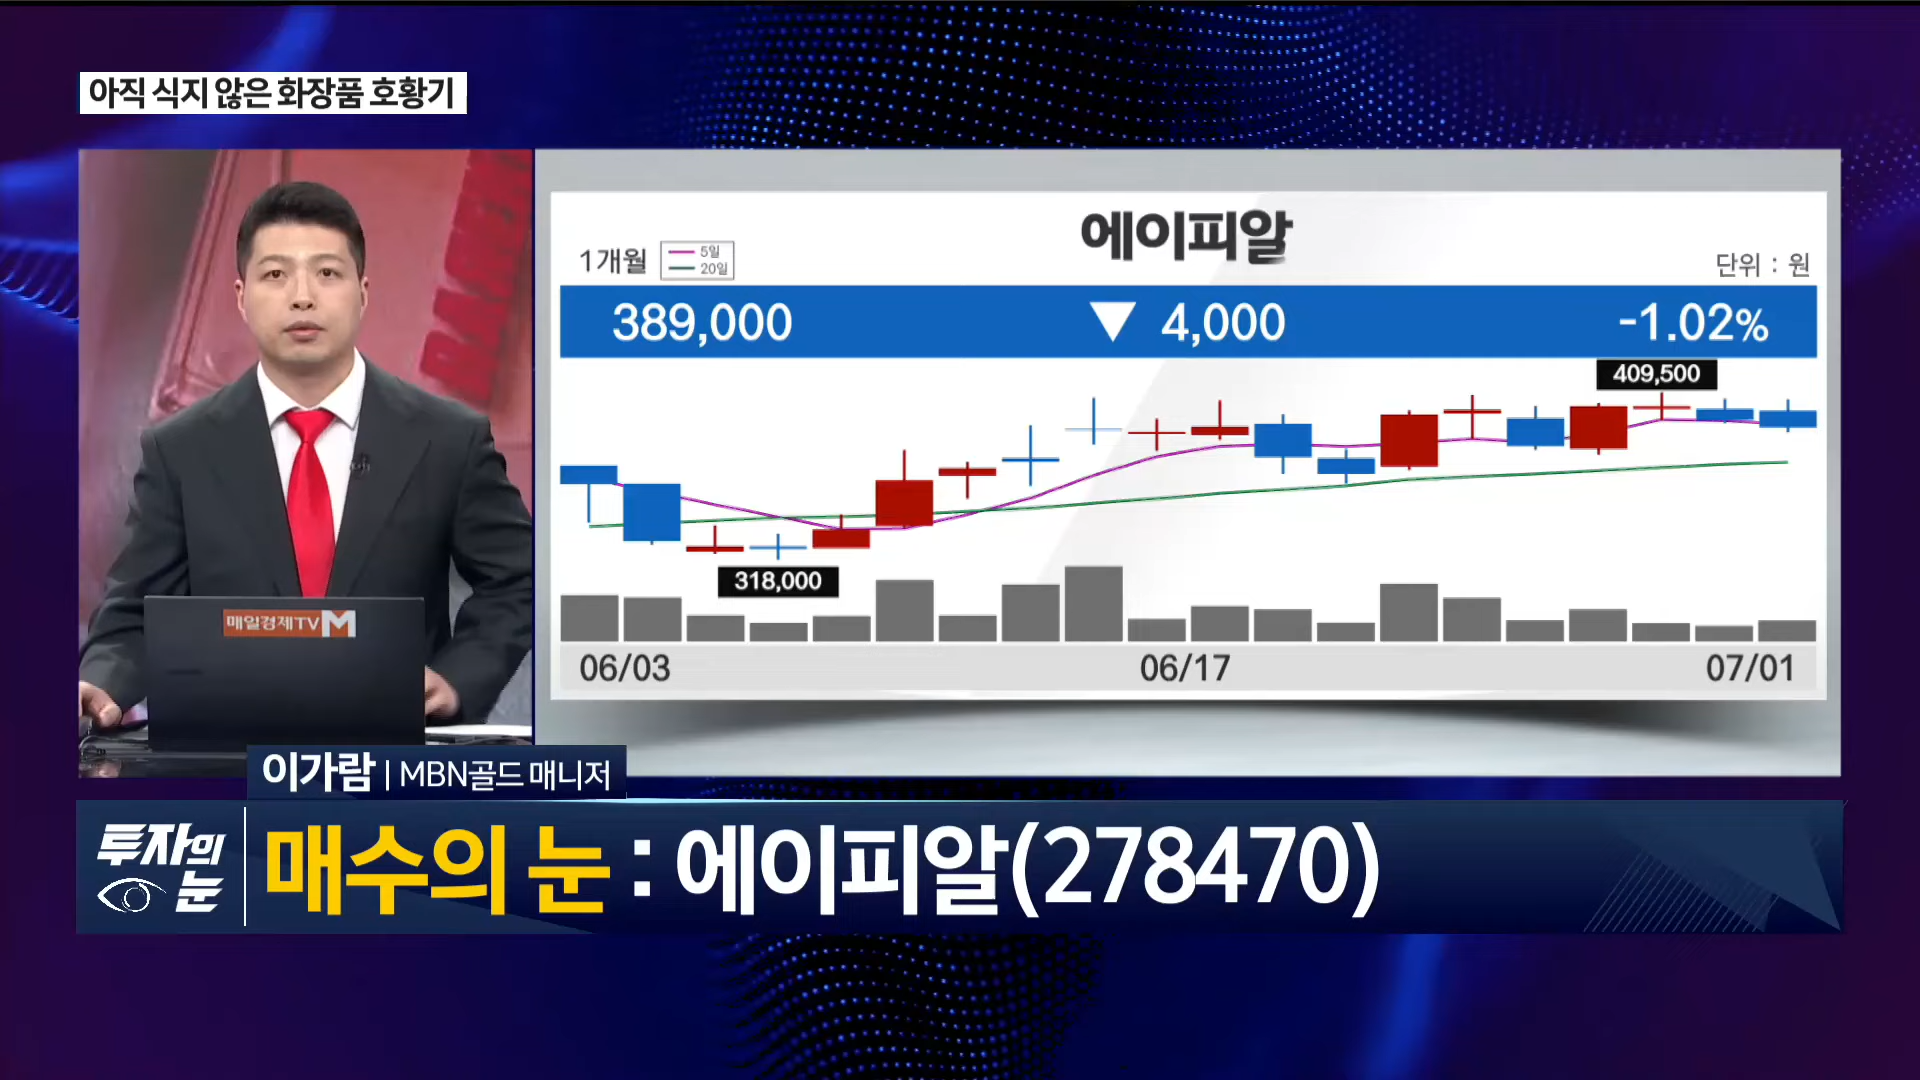 아직 식지 않은 화장품 호황기
에이피알
1개월
5일
20일
단위 : 원
389,000 ▼ 4,000 -1.02%
409,500
318,000
06/03 06/17 07/01
매일경제TV M
이가람 | MBN골드 매니저
투자의 눈
매수의 눈 : 에이피알(278470)